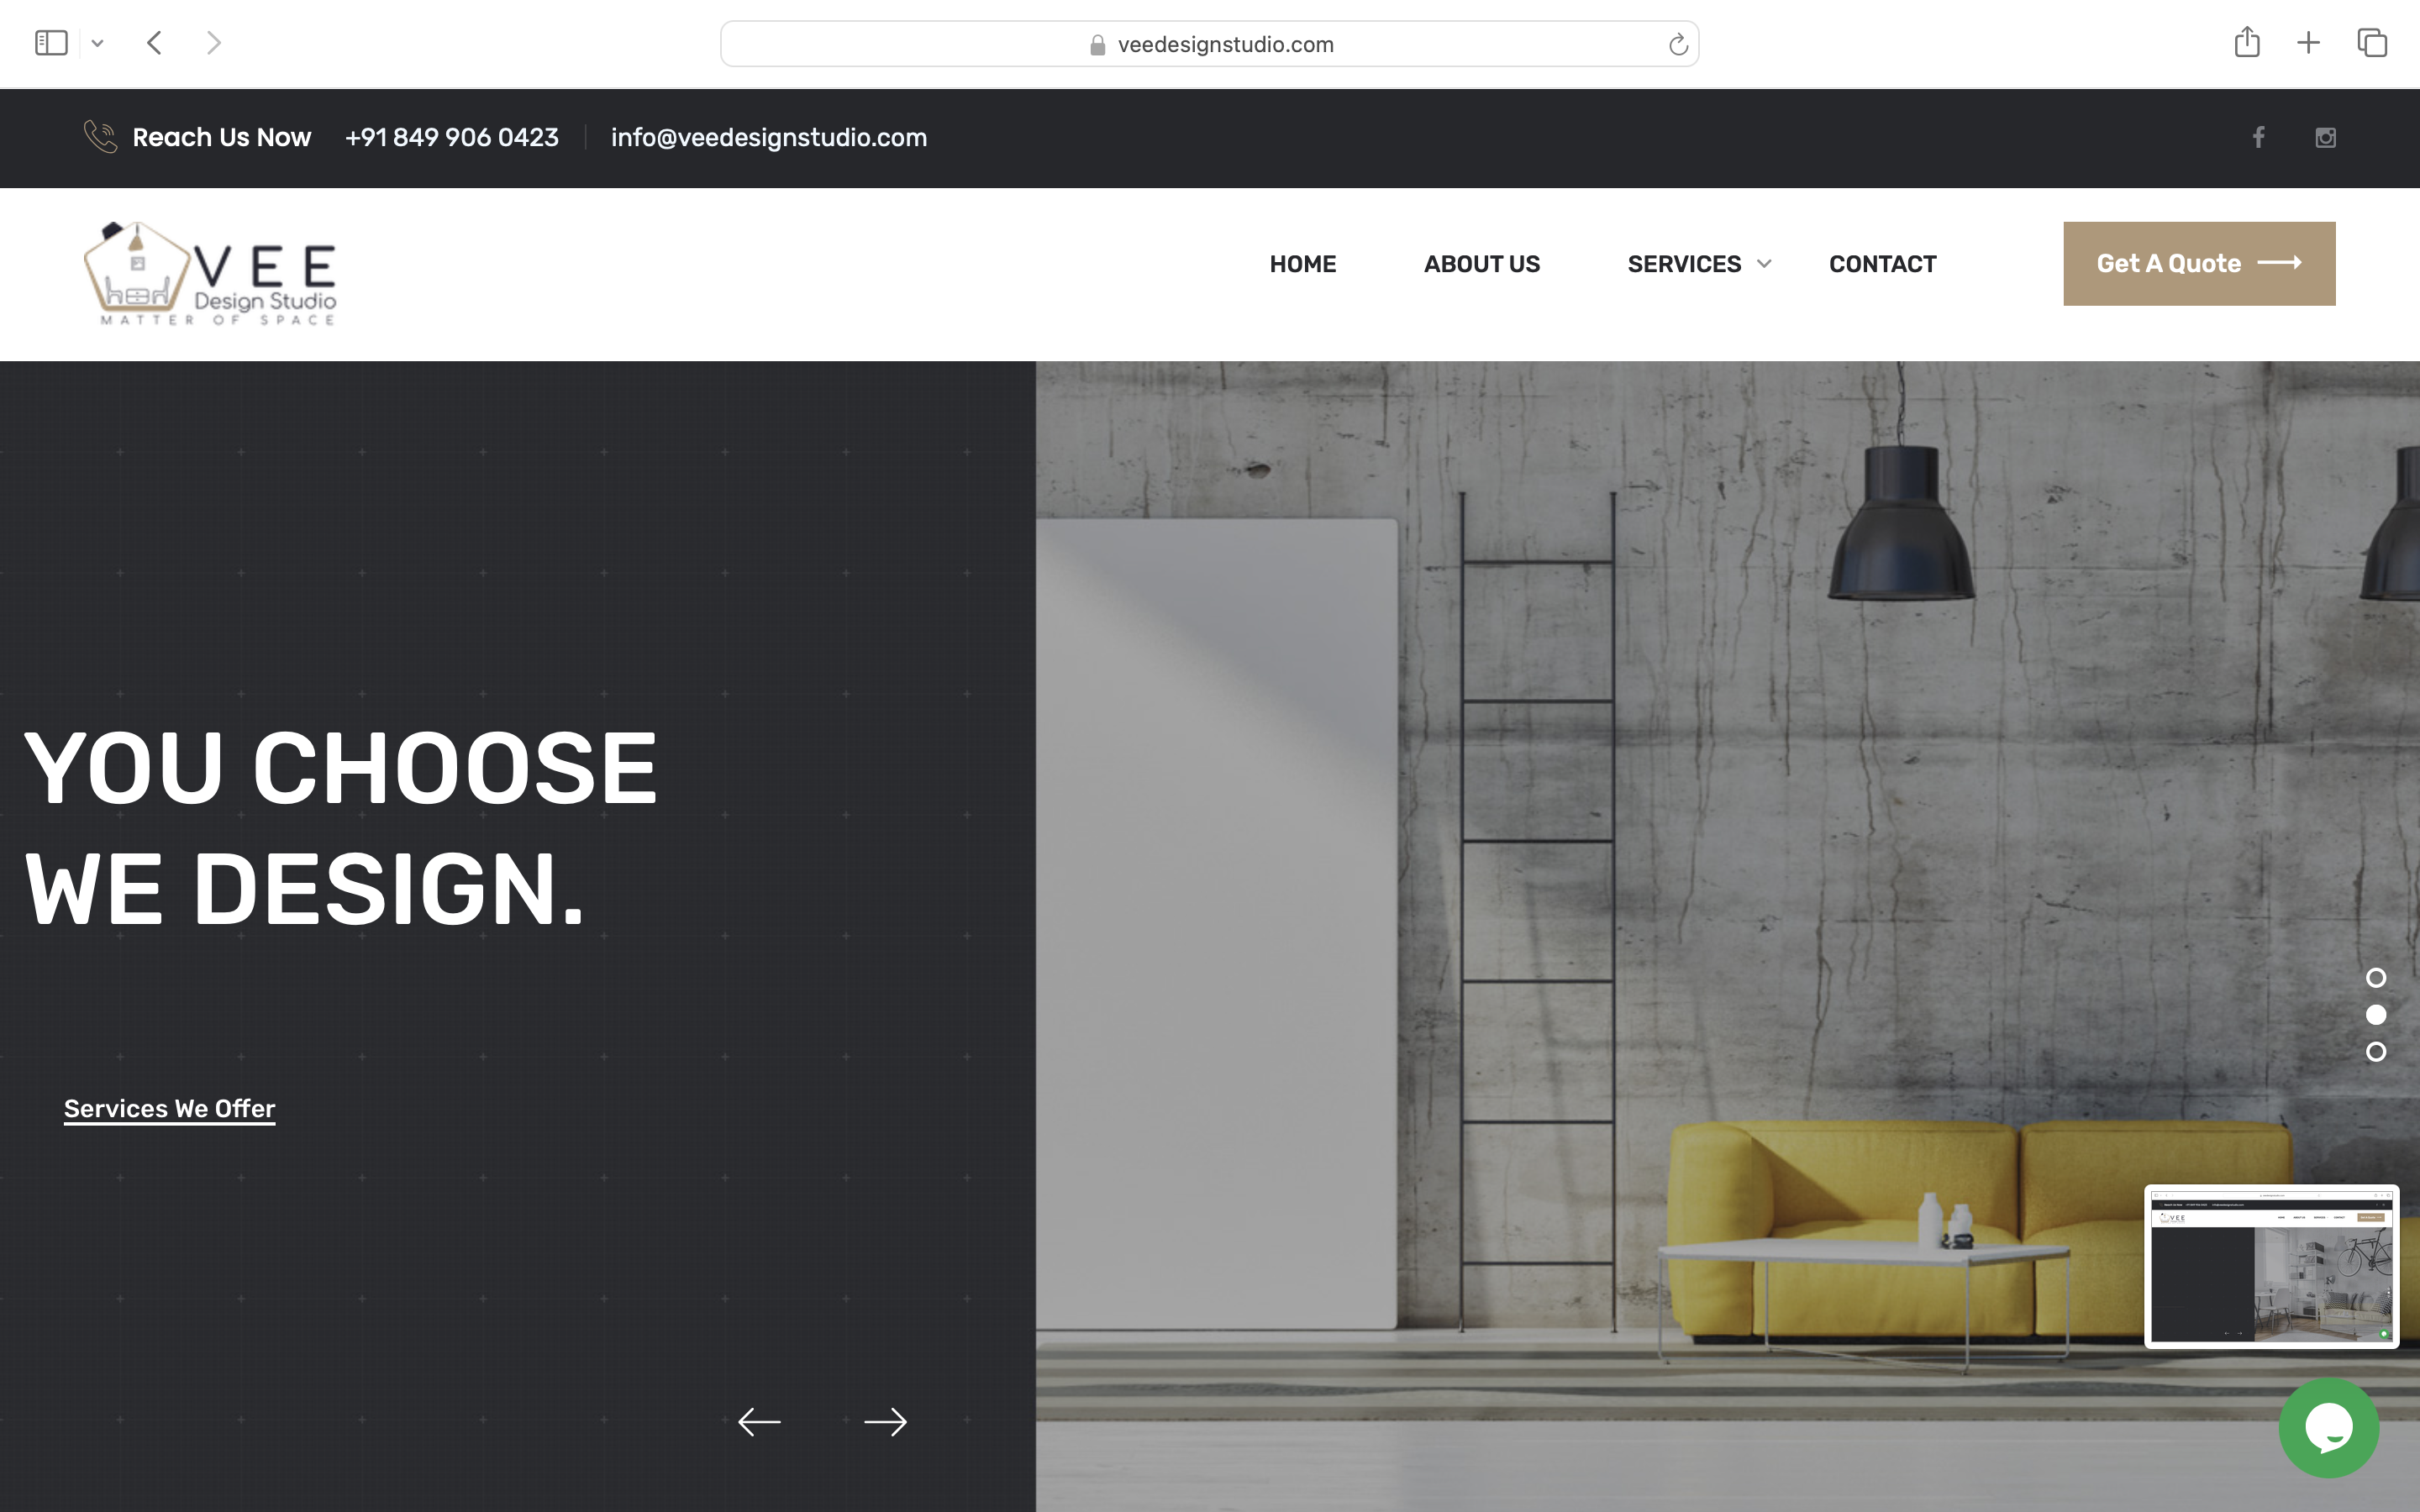 veedesignstudio.com
Reach Us Now +91 849 906 0423 info@veedesignstudio.com
VEE
Design Studio
MATTER OF SPACE
HOME ABOUT US SERVICES CONTACT Get A Quote
YOU CHOOSE
WE DESIGN.
Services We Offer